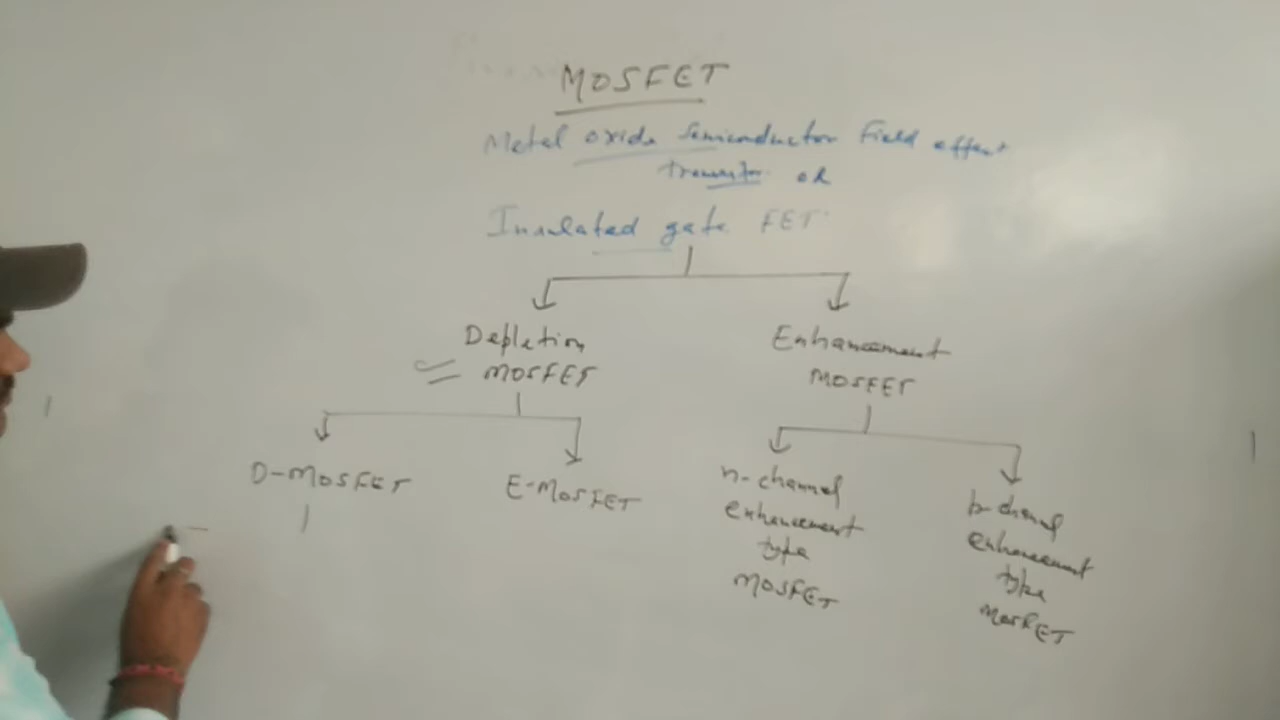 MOSFET
Metal oxide Semiconductor Field effect
transistor OR
Insulated gate FET
Depletion
MOSFET
Enhancement
MOSFET
D-MOSFET
E-MOSFET
n-channel
enhancement
type
MOSFET
p-channel
enhancement
type
MOSFET